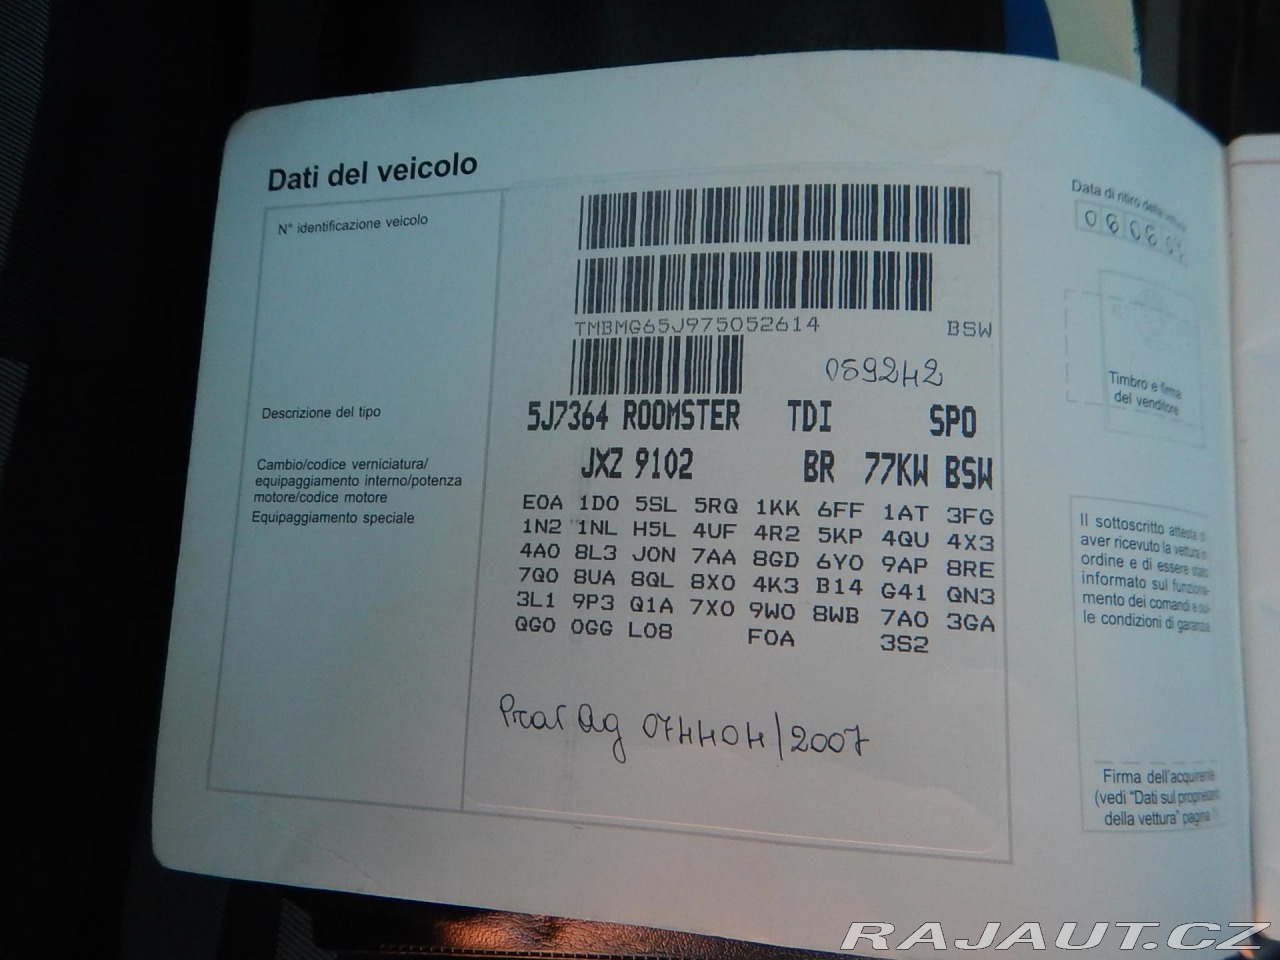 Dati del veicolo
N° identificazione veicolo
TMBMG65J975052614 BSW
059242
Descrizione del tipo
5J7364 ROOMSTER TDI SPO
Cambio/codice verniciatura/
equipaggiamento interno/potenza
motore/codice motore
JXZ 9102 BR 77KW BSW
Equipaggiamento speciale
E0A 1D0 5SL 5RQ 1KK 6FF 1AT 3FG
1N2 1NL H5L 4UF 4R2 5KP 4QU 4X3
4A0 8L3 J0N 7AA 8GD 6Y0 9AP 8RE
7Q0 8UA 8QL 8X0 4K3 B14 G41 QN3
3L1 9P3 Q1A 7X0 9W0 8WB 7A0 3GA
QG0 0GG L08 F0A 3S2
074404/2007
Data di ritiro della
Timbro e firma
del venditore
Il sottoscritto attesta di
aver ricevuto la vettura in
ordine e di essere stato
informato sul funziona-
mento dei comandi e sul-
le condizioni di garanzia
Firma dell'acquirente
(vedi "Dati sul proprietario
della vettura" pagina
RAJAUT.CZ